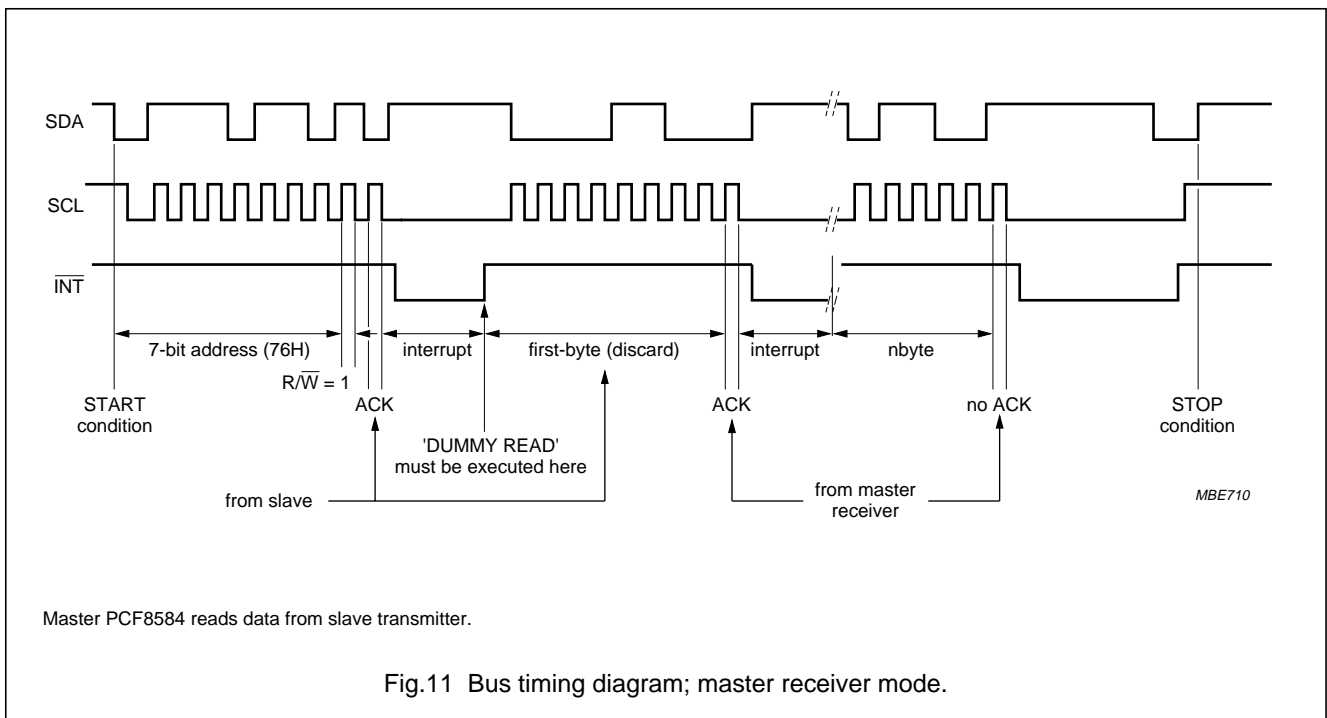 SDA
SCL
INT
7-bit address (76H)
interrupt
first-byte (discard)
interrupt
nbyte
R/W = 1
START
condition
ACK
ACK
no ACK
STOP
condition
'DUMMY READ'
must be executed here
from slave
from master
receiver
MBE710
Master PCF8584 reads data from slave transmitter.
Fig.11 Bus timing diagram; master receiver mode.